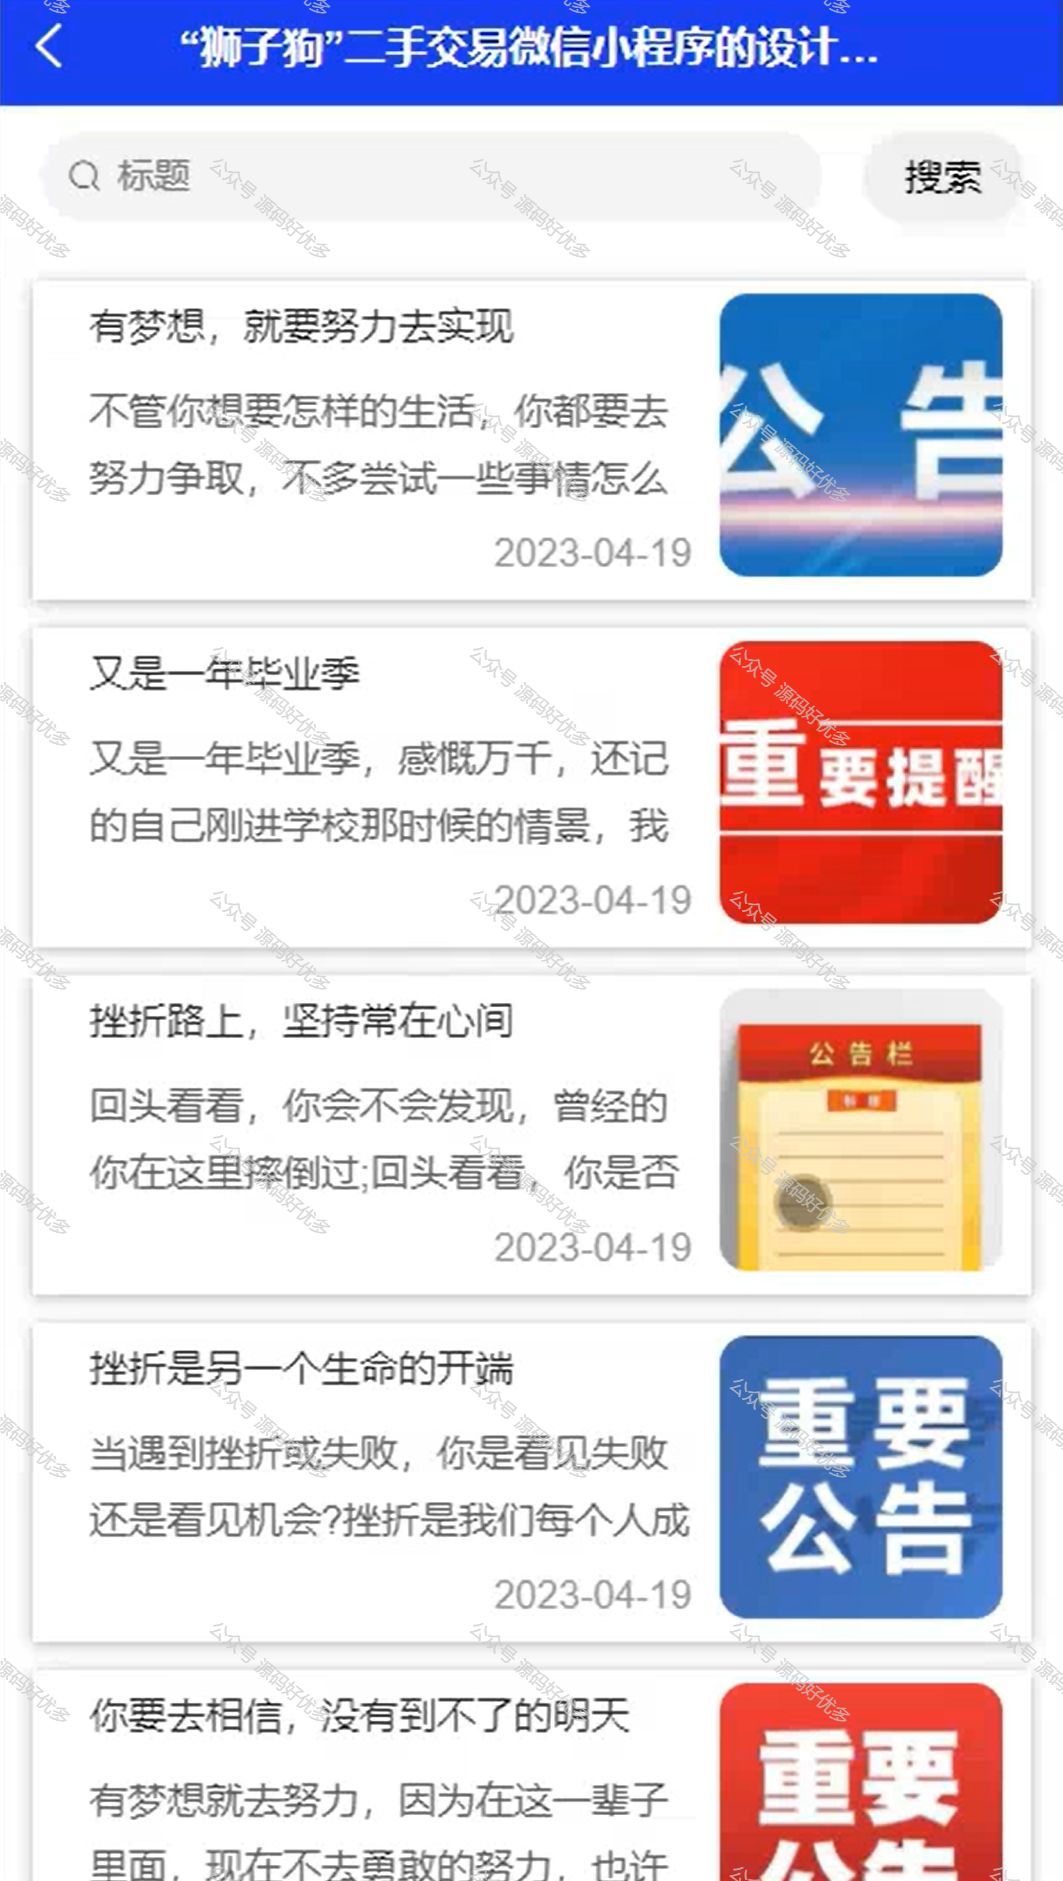 “狮子狗”二手交易微信小程序的设计...
标题
搜索
有梦想，就要努力去实现
不管你想要怎样的生活，你都要去
努力争取，不多尝试一些事情怎么
2023-04-19
公告
又是一年毕业季
又是一年毕业季，感慨万千，还记
的自己刚进学校那时候的情景，我
2023-04-19
重要提醒
挫折路上，坚持常在心间
回头看看，你会不会发现，曾经的
你在这里摔倒过;回头看看，你是否
2023-04-19
公告栏
挫折是另一个生命的开端
当遇到挫折或失败，你是看见失败
还是看见机会?挫折是我们每个人成
2023-04-19
重要
公告
你要去相信，没有到不了的明天
有梦想就去努力，因为在这一辈子
里面，现在不去勇敢的努力，也许
重要
公告
公众号 源码好优多